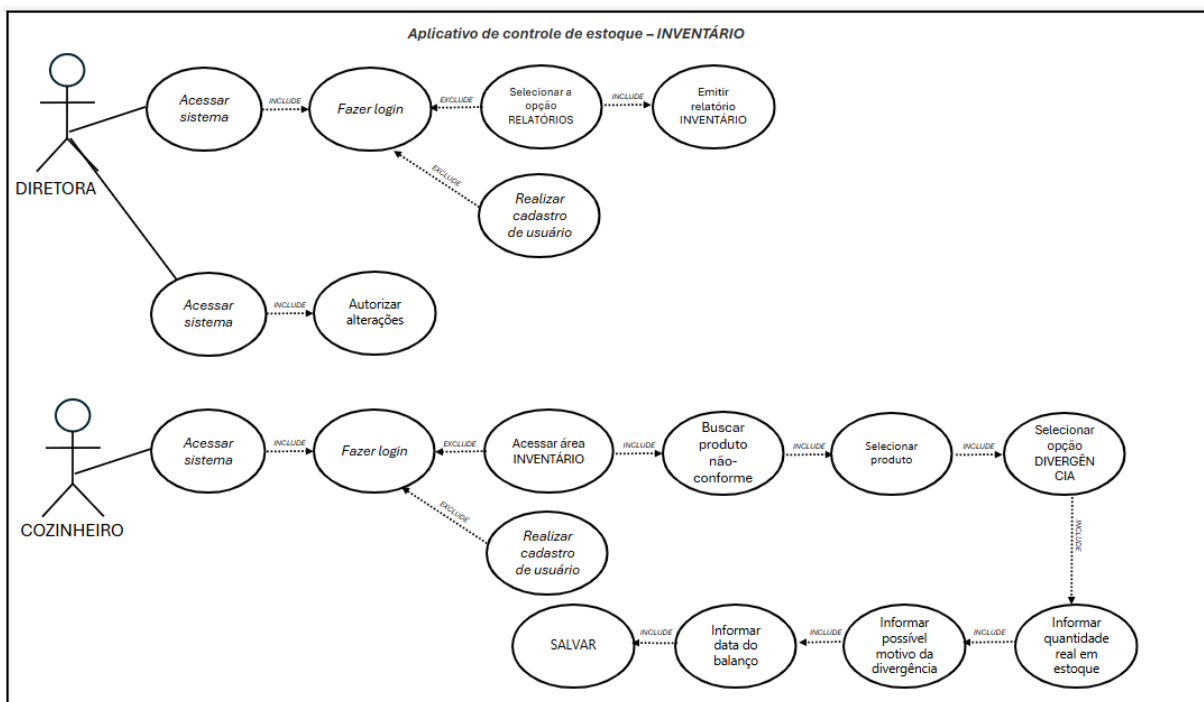 Aplicativo de controle de estoque – INVENTÁRIO
DIRETORA
Acessar
sistema
INCLUDE
Fazer login
EXCLUDE
Selecionar a
opção
RELATÓRIOS
INCLUDE
Emitir
relatório
INVENTÁRIO
EXCLUDE
Realizar
cadastro
de usuário
Acessar
sistema
INCLUDE
Autorizar
alterações
COZINHEIRO
Acessar
sistema
INCLUDE
Fazer login
EXCLUDE
Acessar área
INVENTÁRIO
INCLUDE
Buscar
produto
não-
conforme
INCLUDE
Selecionar
produto
INCLUDE
Selecionar
opção
DIVERGÊN
CIA
EXCLUDE
Realizar
cadastro
de usuário
INCLUDE
Informar
quantidade
real em
estoque
INCLUDE
Informar
possível
motivo da
divergência
INCLUDE
Informar
data do
balanço
INCLUDE
SALVAR